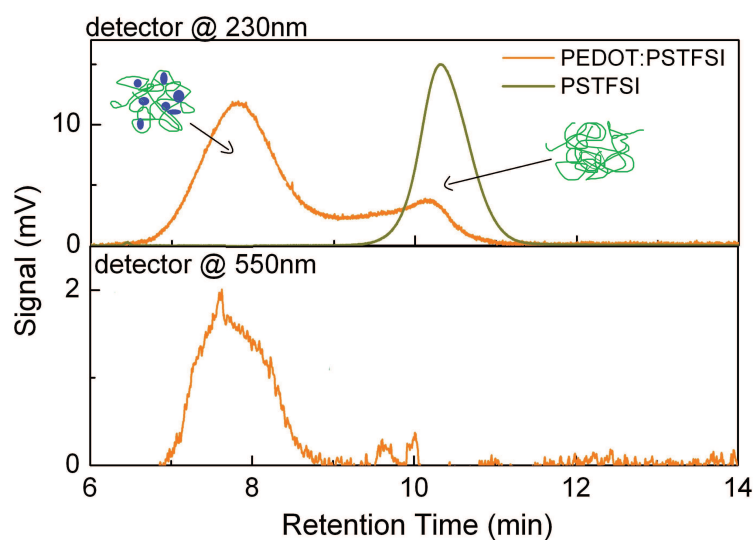 detector @ 230nm
PEDOT:PSTFSI
PSTFSI
10
0
detector @ 550nm
2
0
Signal (mV)
6 8 10 12 14
Retention Time (min)